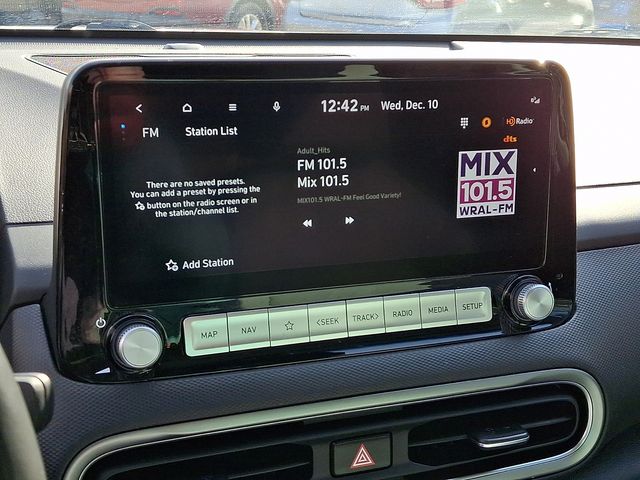 12:42 PM Wed, Dec. 10
FM Station List
HD Radio
dts
Adult_Hits
FM 101.5
Mix 101.5
MIX101.5 WRAL-FM Feel Good Variety!
There are no saved presets.
You can add a preset by pressing the
button on the radio screen or in
the station/channel list.
Add Station
MIX
101.5
WRAL-FM
MAP NAV <SEEK TRACK> RADIO MEDIA SETUP